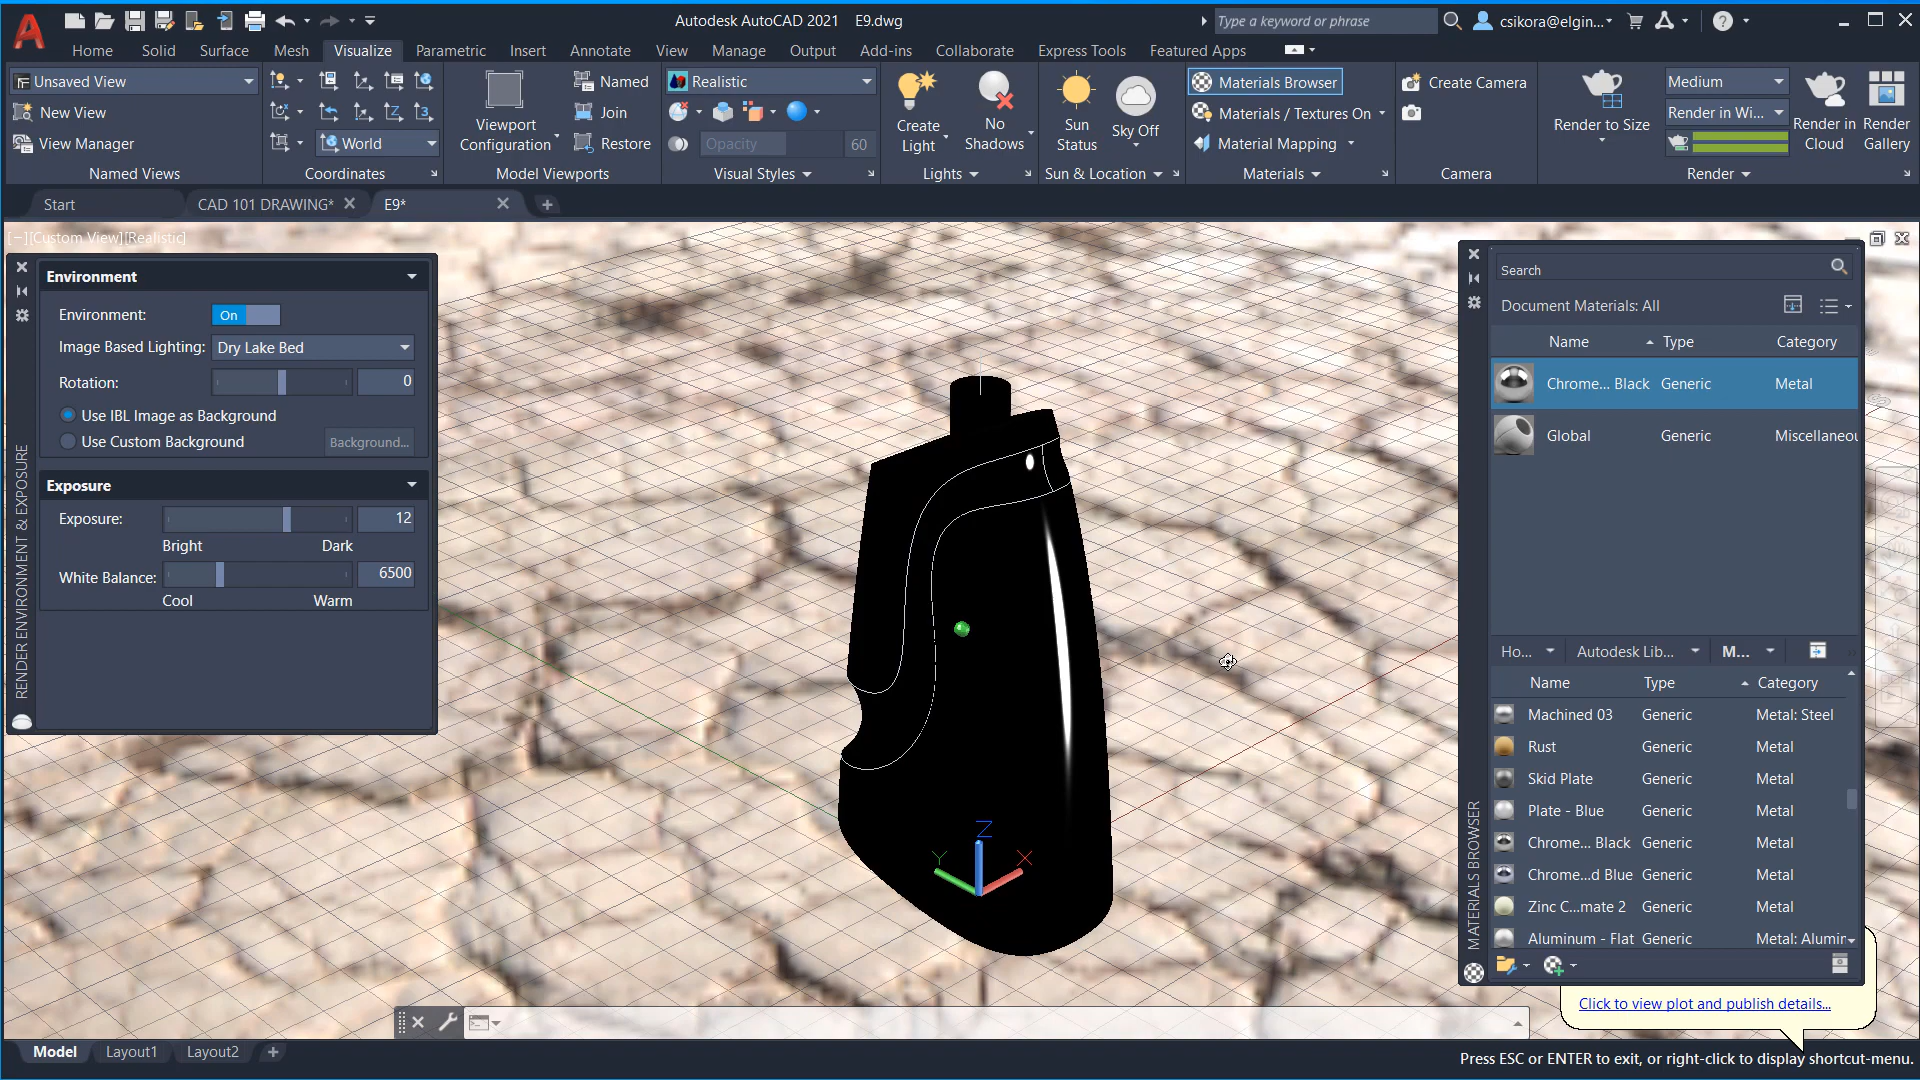 Autodesk AutoCAD 2021 E9.dwg
Type a keyword or phrase
csikora@elgin...
Home Solid Surface Mesh Visualize Parametric Insert Annotate View Manage Output Add-ins Collaborate Express Tools Featured Apps
Unsaved View
New View
View Manager
Named Views
World
Coordinates
Viewport
Configuration
Named
Join
Restore
Model Viewports
Realistic
Opacity 60
Visual Styles
Create
Light
No
Shadows
Lights
Sun
Status
Sky Off
Sun & Location
Materials Browser
Materials / Textures On
Material Mapping
Materials
Create Camera
Camera
Render to Size
Medium
Render in Wi...
Render in
Cloud
Render
Gallery
Render
Start
CAD 101 DRAWING*
E9*
[−][Custom View][Realistic]
Environment
Environment: On
Image Based Lighting: Dry Lake Bed
Rotation: 0
Use IBL Image as Background
Use Custom Background Background...
Exposure
Exposure: 12
Bright Dark
White Balance: 6500
Cool Warm
RENDER ENVIRONMENT & EXPOSURE
Z
Y
X
Search
Document Materials: All
Name Type Category
Chrome... Black Generic Metal
Global Generic Miscellaneou
Ho... Autodesk Lib... M...
Name Type Category
Machined 03 Generic Metal: Steel
Rust Generic Metal
Skid Plate Generic Metal
Plate - Blue Generic Metal
Chrome... Black Generic Metal
Chrome...d Blue Generic Metal
Zinc C...mate 2 Generic Metal
Aluminum - Flat Generic Metal: Alumin
MATERIALS BROWSER
Click to view plot and publish details...
Model Layout1 Layout2
Press ESC or ENTER to exit, or right-click to display shortcut-menu.